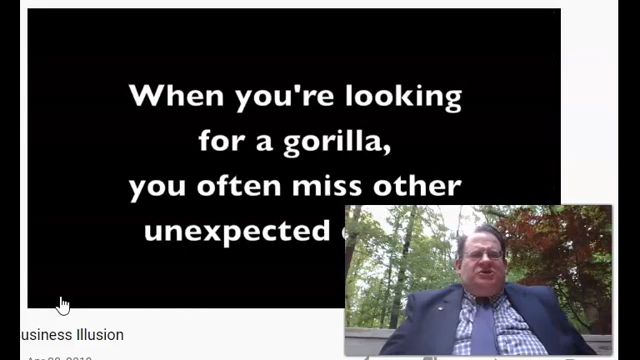 When you're looking
for a gorilla,
you often miss other
unexpected
usiness Illusion